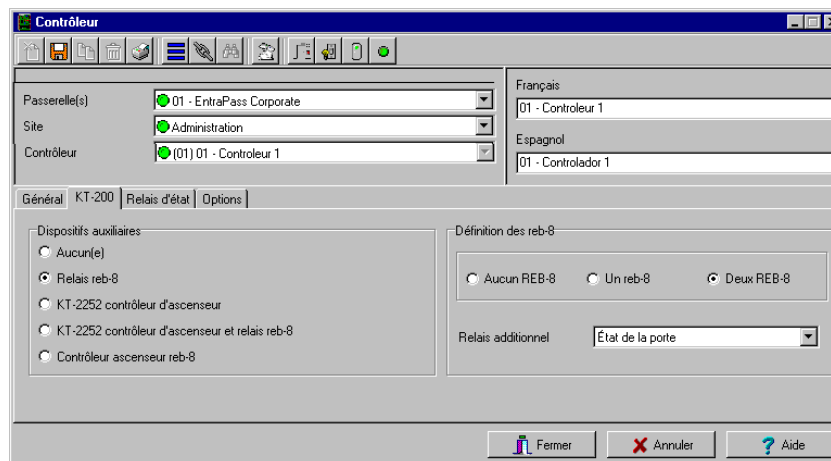 Contrôleur
Passerelle(s) 01 - EntraPass Corporate
Site Administration
Contrôleur (01) 01 - Controleur 1
Français
01 - Controleur 1
Espagnol
01 - Controlador 1
Général KT-200 Relais d'état Options
Dispositifs auxiliaires
Aucun(e)
Relais reb-8
KT-2252 contrôleur d'ascenseur
KT-2252 contrôleur d'ascenseur et relais reb-8
Contrôleur ascenseur reb-8
Définition des reb-8
Aucun REB-8 Un reb-8 Deux REB-8
Relais additionnel État de la porte
Fermer Annuler Aide